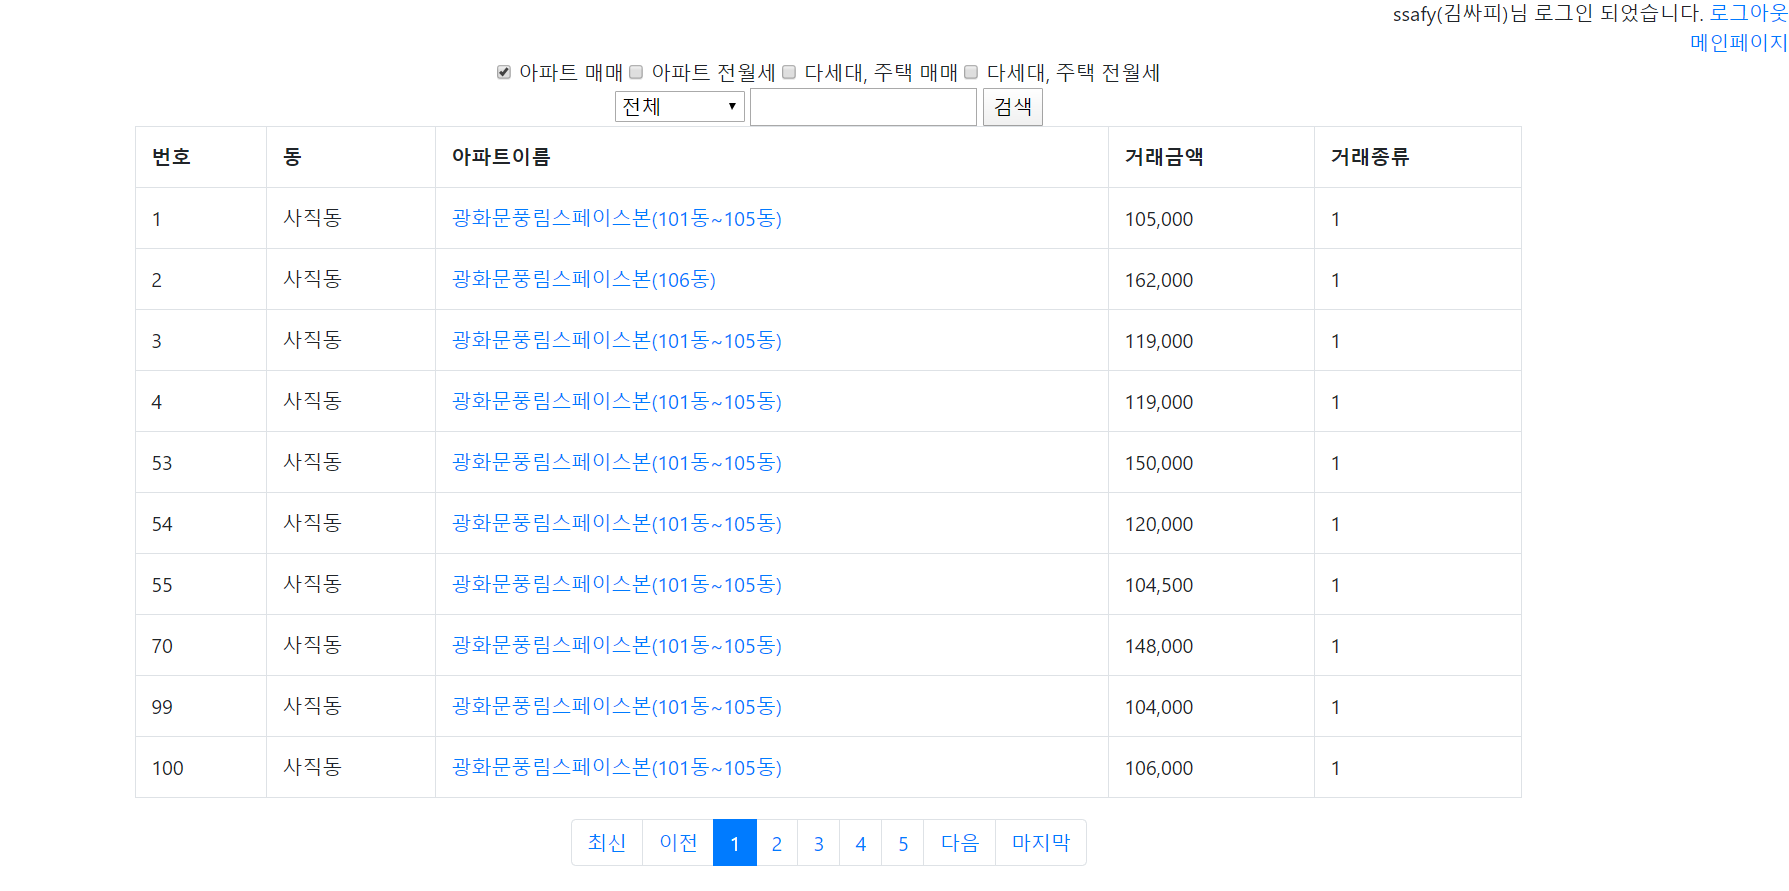 ssafy(김싸피)님 로그인 되었습니다. 로그아웃
메인페이지
아파트 매매 아파트 전월세 다세대, 주택 매매 다세대, 주택 전월세
전체 검색
번호 동 아파트이름 거래금액 거래종류
1 사직동 광화문풍림스페이스본(101동~105동) 105,000 1
2 사직동 광화문풍림스페이스본(106동) 162,000 1
3 사직동 광화문풍림스페이스본(101동~105동) 119,000 1
4 사직동 광화문풍림스페이스본(101동~105동) 119,000 1
53 사직동 광화문풍림스페이스본(101동~105동) 150,000 1
54 사직동 광화문풍림스페이스본(101동~105동) 120,000 1
55 사직동 광화문풍림스페이스본(101동~105동) 104,500 1
70 사직동 광화문풍림스페이스본(101동~105동) 148,000 1
99 사직동 광화문풍림스페이스본(101동~105동) 104,000 1
100 사직동 광화문풍림스페이스본(101동~105동) 106,000 1
최신 이전 1 2 3 4 5 다음 마지막